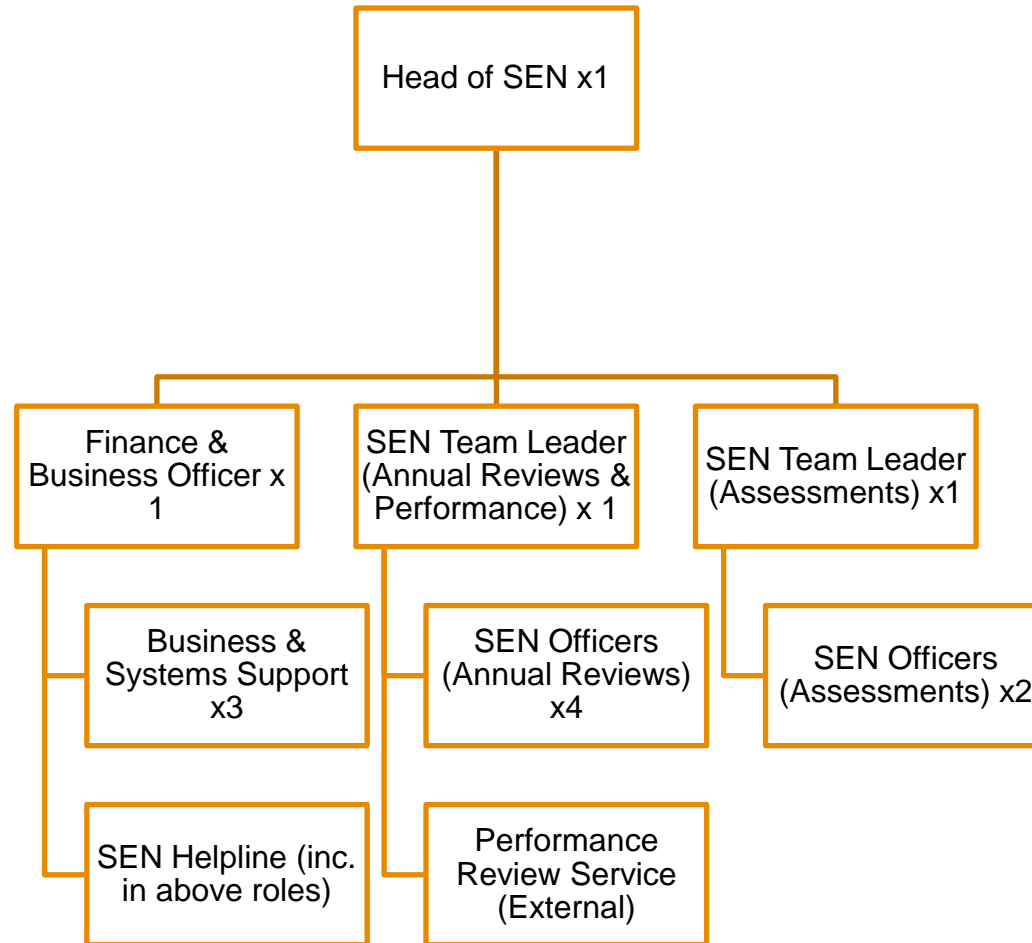 Head of SEN x1
Finance &
Business Officer x
1
SEN Team Leader
(Annual Reviews &
Performance) x 1
SEN Team Leader
(Assessments) x1
Business &
Systems Support
x3
SEN Officers
(Annual Reviews)
x4
SEN Officers
(Assessments) x2
SEN Helpline (inc.
in above roles)
Performance
Review Service
(External)